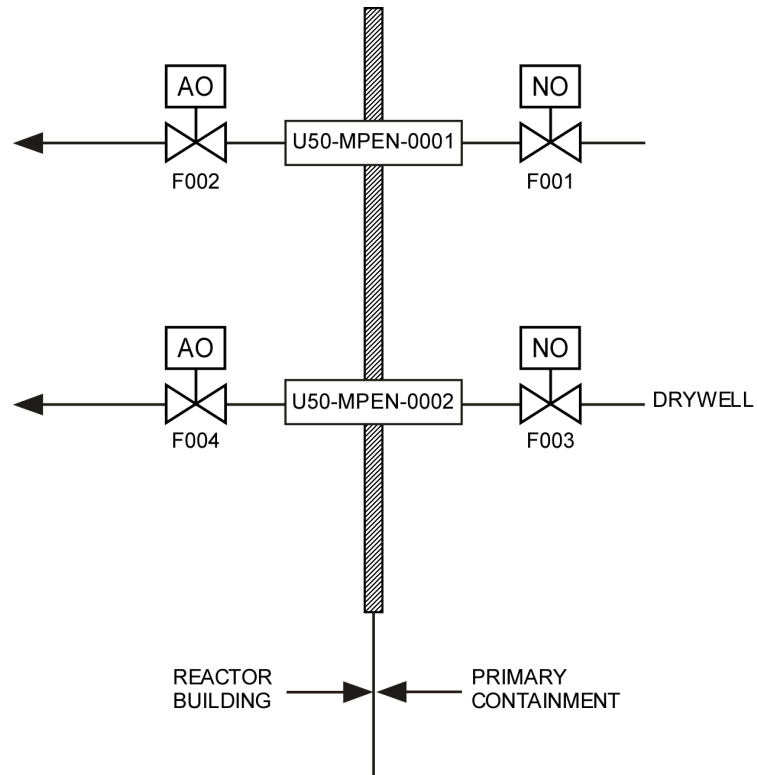 AO
NO
U50-MPEN-0001
F002
F001
AO
NO
U50-MPEN-0002
DRYWELL
F004
F003
REACTOR
BUILDING
PRIMARY
CONTAINMENT